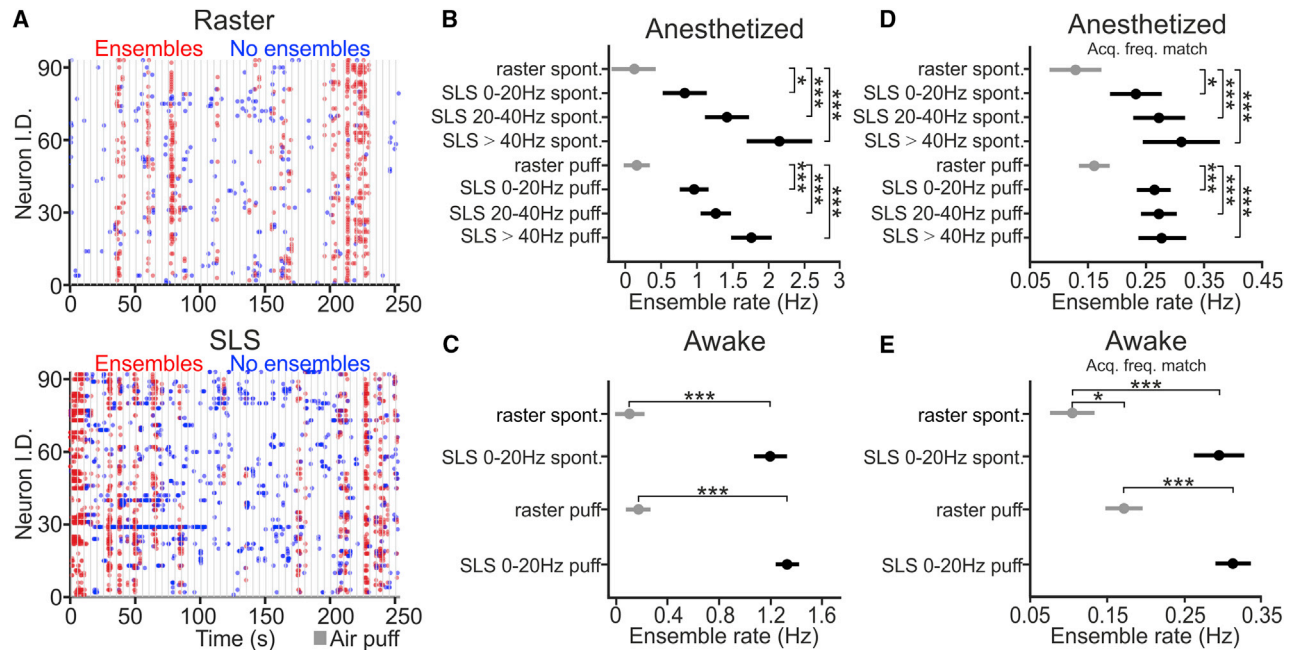 A
Raster
Ensembles No ensembles
Neuron I.D.
90
60
30
0
0 50 100 150 200 250
SLS
Ensembles No ensembles
Neuron I.D.
90
60
30
0
0 50 100 150 200 250
Time (s)
Air puff
B
Anesthetized
raster spont.
SLS 0-20Hz spont.
SLS 20-40Hz spont.
SLS > 40Hz spont.
raster puff
SLS 0-20Hz puff
SLS 20-40Hz puff
SLS > 40Hz puff
* *** ***
*** *** ***
0 0.5 1 1.5 2 2.5 3
Ensemble rate (Hz)
C
Awake
raster spont.
SLS 0-20Hz spont.
raster puff
SLS 0-20Hz puff
***
***
0 0.4 0.8 1.2 1.6
Ensemble rate (Hz)
D
Anesthetized
Acq. freq. match
raster spont.
SLS 0-20Hz spont.
SLS 20-40Hz spont.
SLS > 40Hz spont.
raster puff
SLS 0-20Hz puff
SLS 20-40Hz puff
SLS > 40Hz puff
* *** ***
*** *** ***
0.05 0.15 0.25 0.35 0.45
Ensemble rate (Hz)
E
Awake
Acq. freq. match
raster spont.
SLS 0-20Hz spont.
raster puff
SLS 0-20Hz puff
***
*
***
0.05 0.15 0.25 0.35
Ensemble rate (Hz)